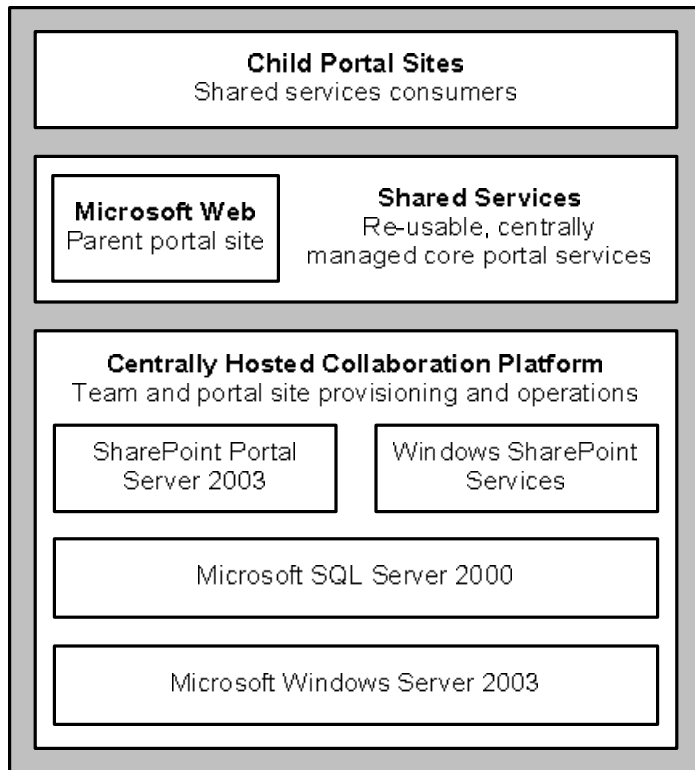 Child Portal Sites
Shared services consumers
Microsoft Web
Parent portal site
Shared Services
Re-usable, centrally
managed core portal services
Centrally Hosted Collaboration Platform
Team and portal site provisioning and operations
SharePoint Portal
Server 2003
Windows SharePoint
Services
Microsoft SQL Server 2000
Microsoft Windows Server 2003